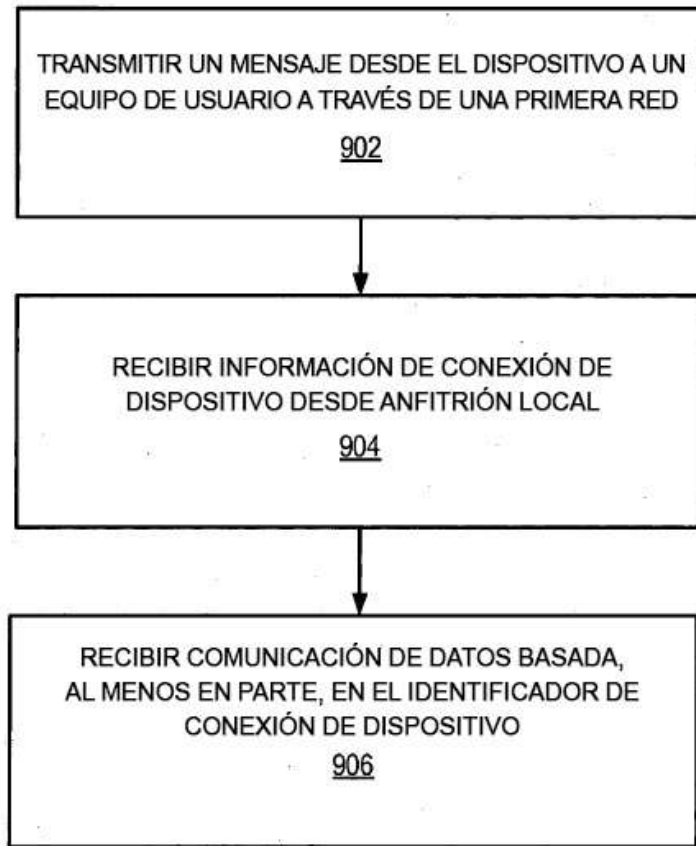 TRANSMITIR UN MENSAJE DESDE EL DISPOSITIVO A UN
EQUIPO DE USUARIO A TRAVÉS DE UNA PRIMERA RED
902
RECIBIR INFORMACIÓN DE CONEXIÓN DE
DISPOSITIVO DESDE ANFITRIÓN LOCAL
904
RECIBIR COMUNICACIÓN DE DATOS BASADA,
AL MENOS EN PARTE, EN EL IDENTIFICADOR DE
CONEXIÓN DE DISPOSITIVO
906